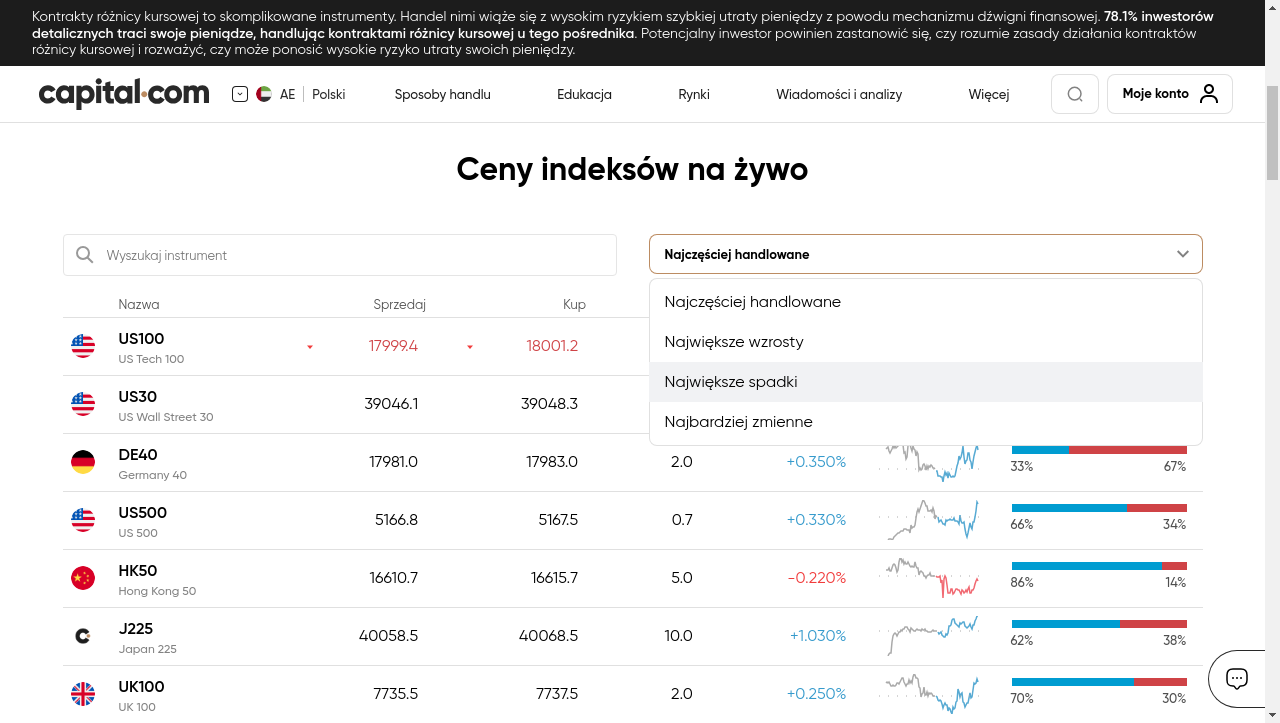 Kontrakty różnicy kursowej to skomplikowane instrumenty. Handel nimi wiąże się z wysokim ryzykiem szybkiej utraty pieniędzy z powodu mechanizmu dźwigni finansowej. 78.1% inwestorów
detalicznych traci swoje pieniądze, handlując kontraktami różnicy kursowej u tego pośrednika. Potencjalny inwestor powinien zastanowić się, czy rozumie zasady działania kontraktów
różnicy kursowej i rozważyć, czy może ponosić wysokie ryzyko utraty swoich pieniędzy.
capital.com AE Polski Sposoby handlu Edukacja Rynki Wiadomości i analizy Więcej Moje konto
Ceny indeksów na żywo
Wyszukaj instrument
Najczęściej handlowane
Najczęściej handlowane
Największe wzrosty
Największe spadki
Najbardziej zmienne
Nazwa Sprzedaj Kup
US100 17999.4 18001.2
US Tech 100
US30 39046.1 39048.3
US Wall Street 30
DE40 17981.0 17983.0 2.0 +0.350% 33% 67%
Germany 40
US500 5166.8 5167.5 0.7 +0.330% 66% 34%
US 500
HK50 16610.7 16615.7 5.0 -0.220% 86% 14%
Hong Kong 50
J225 40058.5 40068.5 10.0 +1.030% 62% 38%
Japan 225
UK100 7735.5 7737.5 2.0 +0.250% 70% 30%
UK 100